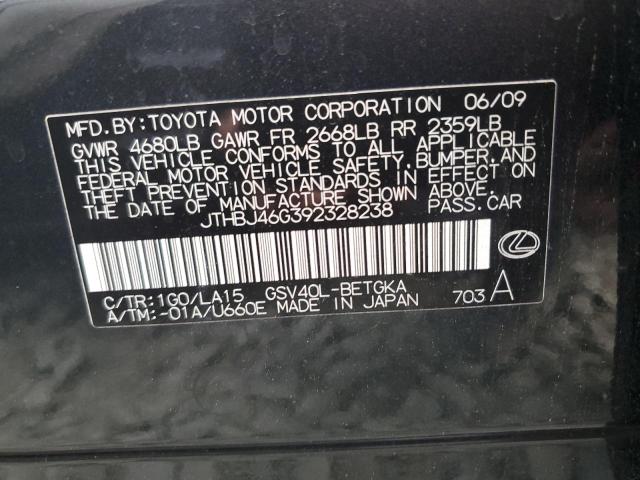 MFD.BY:TOYOTA MOTOR CORPORATION 06/09
GVWR 4680LB GAWR FR 2668LB RR 2359LB
THIS VEHICLE CONFORMS TO ALL APPLICABLE
FEDERAL MOTOR VEHICLE SAFETY,BUMPER,AND
THEFT PREVENTION STANDARDS IN EFFECT ON
THE DATE OF MANUFACTURE SHOWN ABOVE.
JTHBJ46G392328238 PASS.CAR
C/TR:1G0/LA15 GSV40L-BETGKA
A/TM:-01A/U660E MADE IN JAPAN 703 A